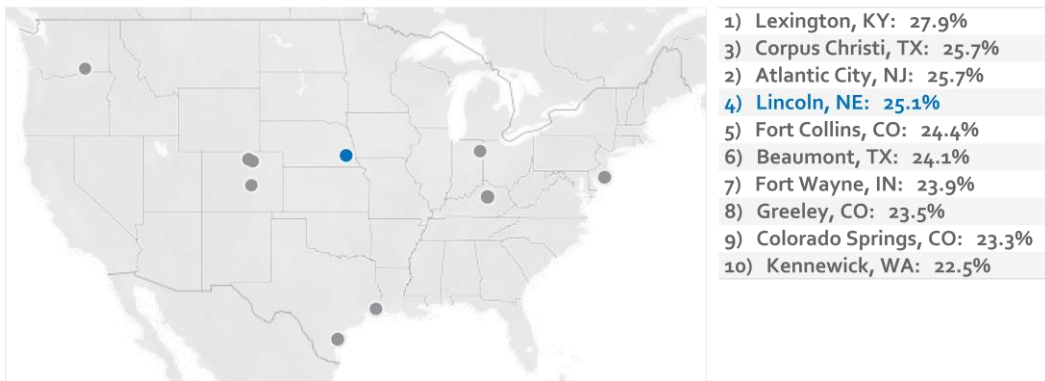 1) Lexington, KY: 27.9%
3) Corpus Christi, TX: 25.7%
2) Atlantic City, NJ: 25.7%
4) Lincoln, NE: 25.1%
5) Fort Collins, CO: 24.4%
6) Beaumont, TX: 24.1%
7) Fort Wayne, IN: 23.9%
8) Greeley, CO: 23.5%
9) Colorado Springs, CO: 23.3%
10) Kennewick, WA: 22.5%